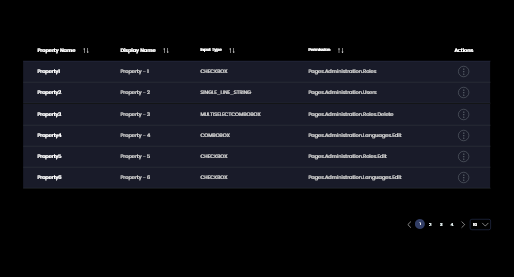 Property Name Display Name Input Type Permission Actions
Property1 Property - 1 CHECKBOX Pages.Administration.Roles
Property2 Property - 2 SINGLE_LINE_STRING Pages.Administration.Users
Property3 Property - 3 MULTISELECTCOMBOBOX Pages.Administration.Roles.Delete
Property4 Property - 4 COMBOBOX Pages.Administration.Languages.Edit
Property5 Property - 5 CHECKBOX Pages.Administration.Roles.Edit
Property6 Property - 6 CHECKBOX Pages.Administration.Languages.Edit
1 2 3 4 10